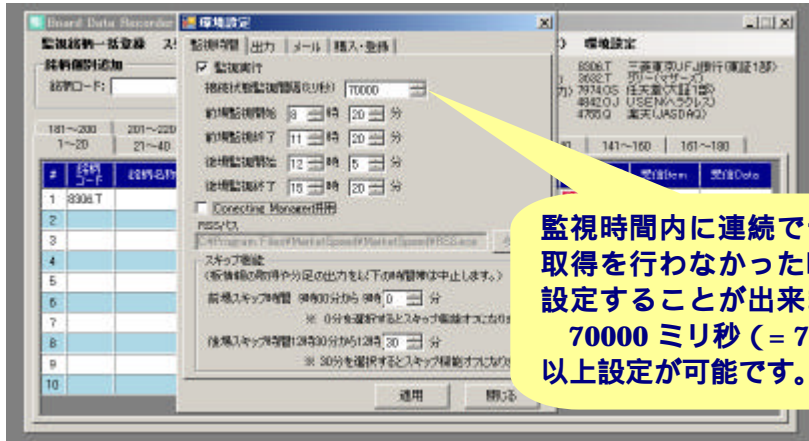 Board Data Recorder
環境設定
監視銘柄一括登録
環境設定
銘柄個別追加
銘柄コード:
監視時間 出力 メール 購入・登録
監視実行
接続状態監視間隔(ミリ秒) 70000
前場監視開始 時 20 分
前場監視終了 11 時 20 分
後場監視開始 12 時 5 分
後場監視終了 15 時 20 分
Conecting Manager併用
RSSパス
C:¥Program Files¥MarketSpeed¥MarketSpeed¥RSS.exe
スキップ機能
(板情報の取得や分足の出力を以下の時間帯は中止します。)
前場スキップ時間 9時00分から 9時 0 分
※ 0分を選択するとスキップ機能オフになり
後場スキップ時間12時30分から12時 30 分
※ 30分を選択するとスキップ機能オフになり
適用 閉じる
8306.T 三菱東京UFJ銀行(東証1部)
3632.T グリー(マザーズ)
7974.OS 任天堂(大証1部)
4842.OJ USEN(ヘラクレス)
4755.Q 楽天(JASDAQ)
181～200 201～220
1～20 21～40 141～160 161～180
# 銘柄コード 銘柄名称 受信Item 受信Data
1 8306.T
2
3
4
5
6
7
8
9
10
監視時間内に連続で
取得を行わなかった
設定することが出来
70000 ミリ秒 ( = 7
以上設定が可能です。